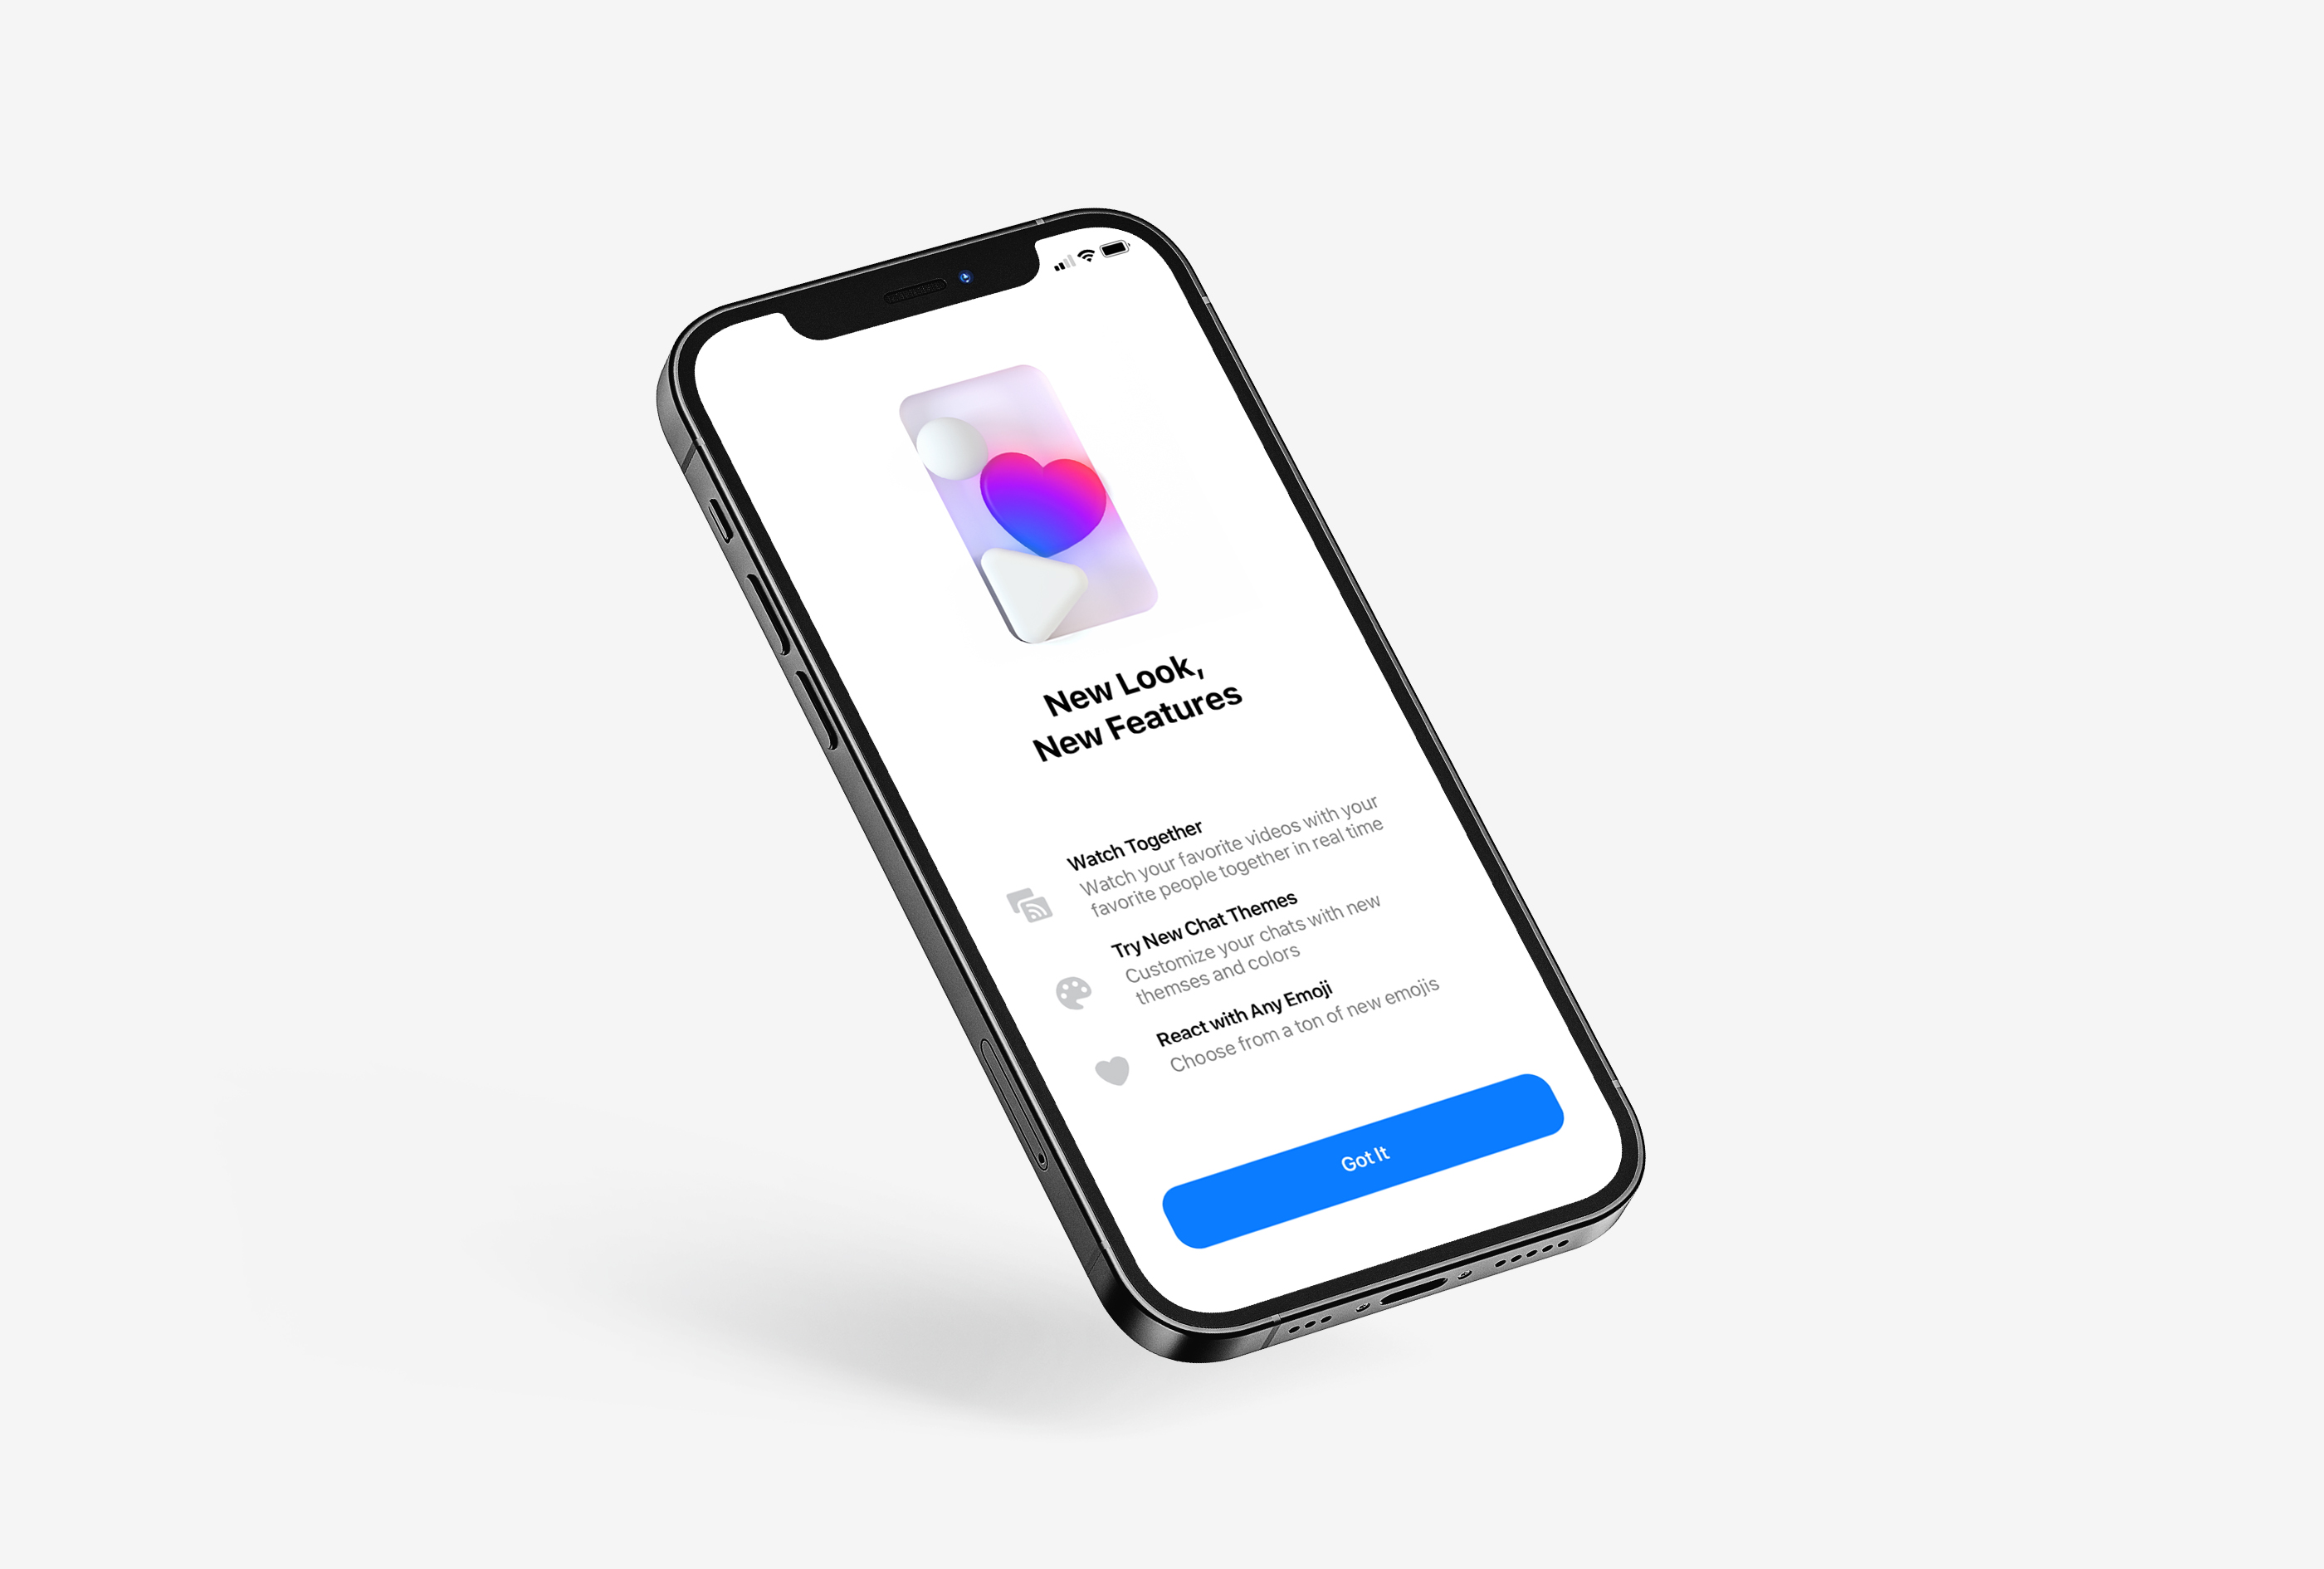 New Look,
New Features
Watch Together
Watch your favorite videos with your
favorite people together in real time
Try New Chat Themes
Customize your chats with new
themses and colors
React with Any Emoji
Choose from a ton of new emojis
Got It